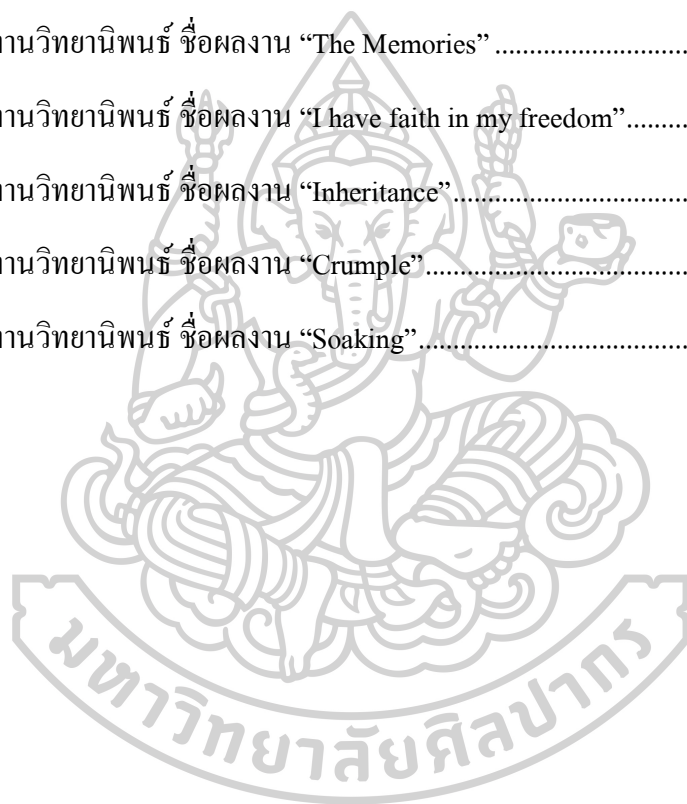 านวิทยานิพนธ์ ชื่อผลงาน “The Memories” ............................
านวิทยานิพนธ์ ชื่อผลงาน “I have faith in my freedom”.........
านวิทยานิพนธ์ ชื่อผลงาน “Inheritance”..................................
านวิทยานิพนธ์ ชื่อผลงาน “Crumple”......................................
านวิทยานิพนธ์ ชื่อผลงาน “Soaking”.......................................
มหาวิทยาลัยศิลปากร